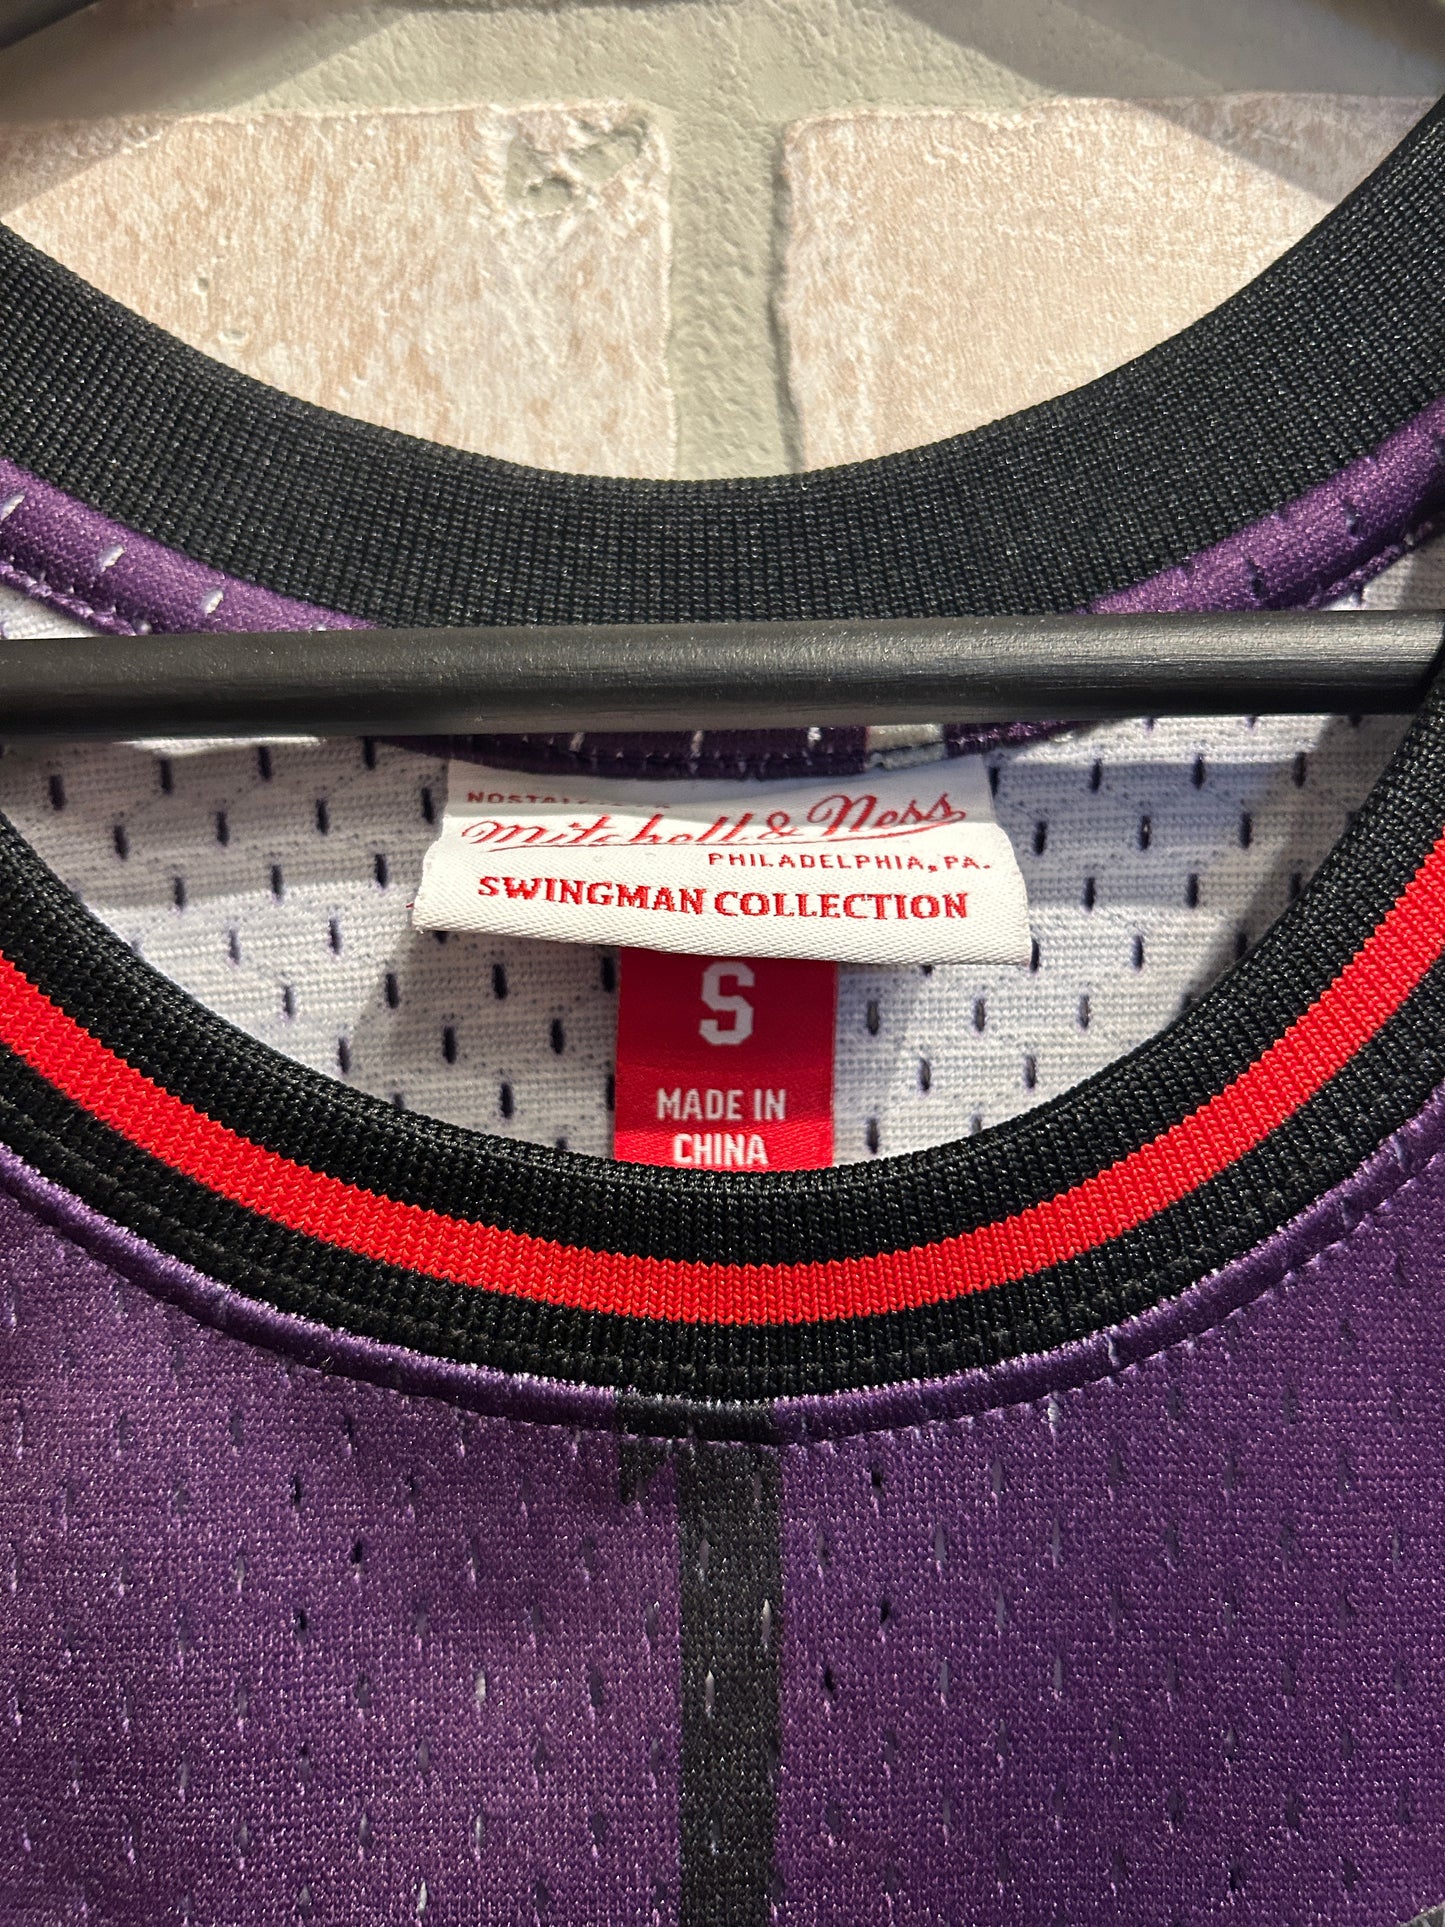 Mitchell & Ness
PHILADELPHIA, PA.
SWINGMAN COLLECTION
S
MADE IN
CHINA